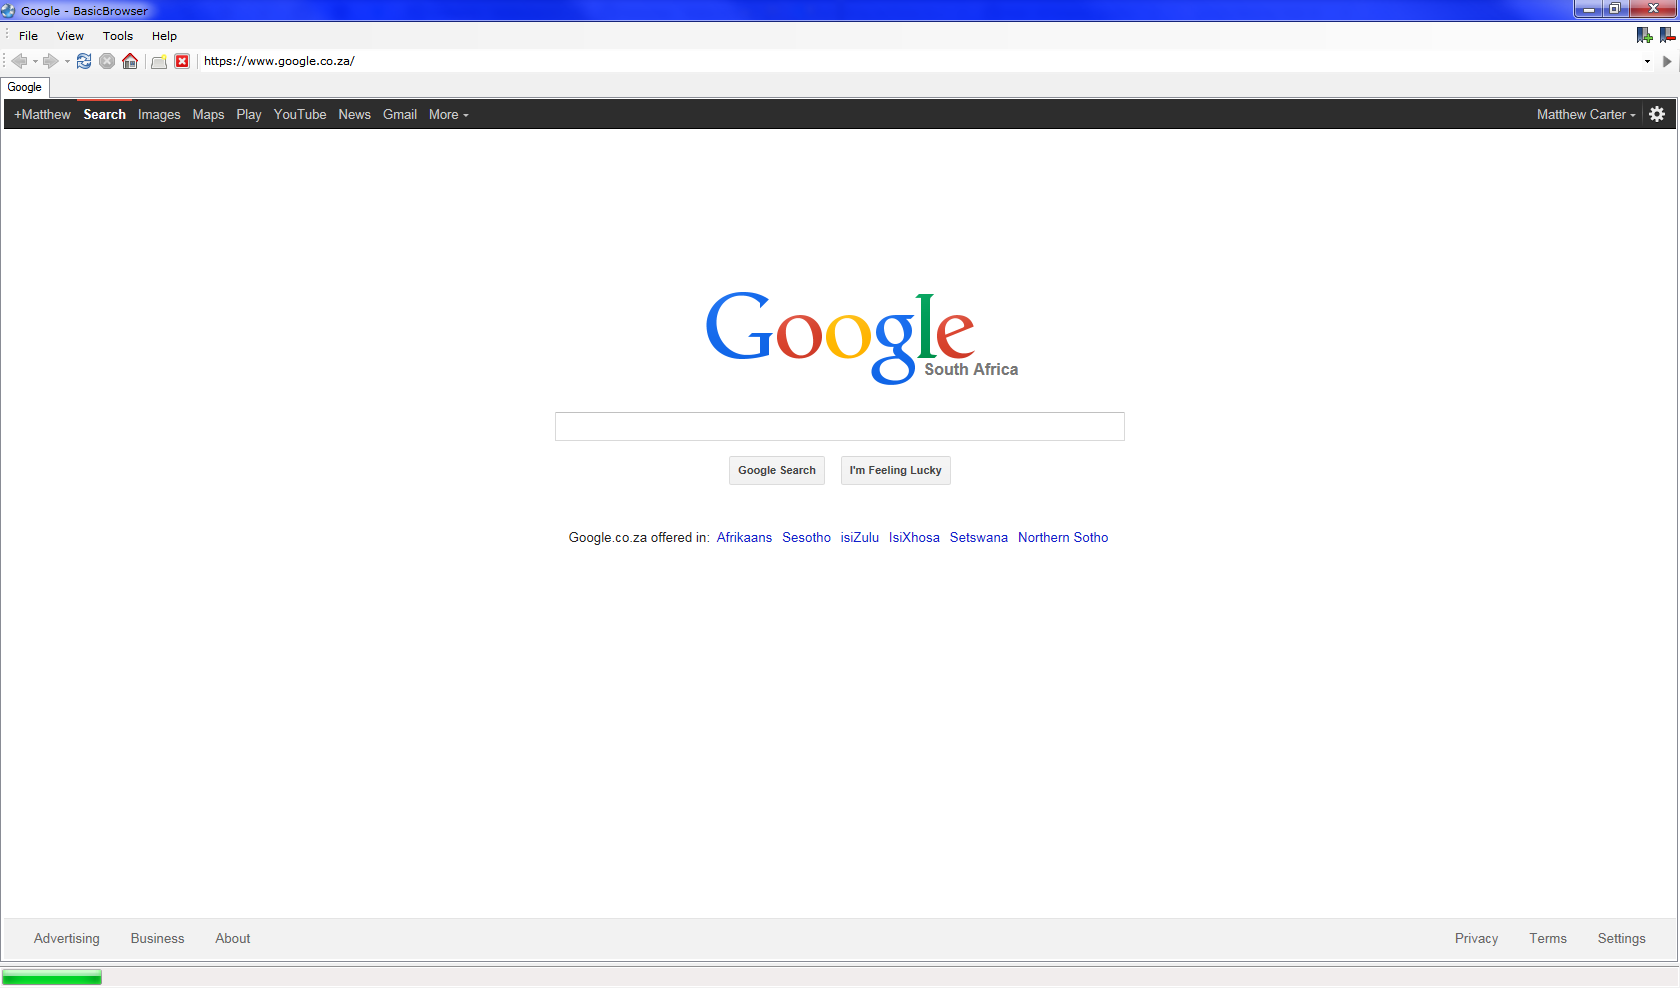 Google - BasicBrowser
File View Tools Help
https://www.google.co.za/
Google
+Matthew Search Images Maps Play YouTube News Gmail More Matthew Carter
Google
South Africa
Google Search I'm Feeling Lucky
Google.co.za offered in: Afrikaans Sesotho isiZulu IsiXhosa Setswana Northern Sotho
Advertising Business About Privacy Terms Settings